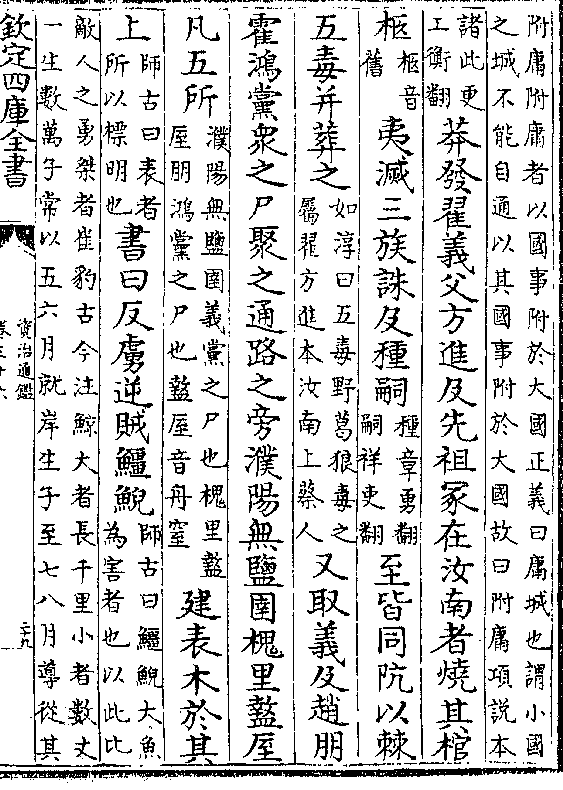 附庸附庸者以國事附於大國正義曰庸城也謂小國
之城不能自通以其國事附於大國故曰附庸項説本
諸此更
工衡翻
莽發翟義父方進及先祖冢在汝南者燒其棺
柩
柩音
舊
夷滅三族誅及種嗣
種章勇翻
嗣祥吏翻
至皆同阬以棘
五毒并葬之
如淳曰五毒野葛狼毒之
屬翟方進本汝南上蔡人
又取義及趙朋
霍鴻黨衆之尸聚之通路之旁濮陽無鹽圉槐里盩厔
凡五所
濮陽無鹽圉義黨之尸也槐里盩
厔朋鴻黨之尸也盩厔音舟窒
建表木於其
上
師古曰表者
所以標明也
書曰反虜逆賊鱷鯢
師古曰鱷鯢大魚
為害者也以此比
敵人之勇桀者崔豹古今注鯨大者長千里小者數丈
一生數萬子常以五六月就岸生子至七八月導從其
欽定四庫全書
資治通鑑
卷三十六
二十九